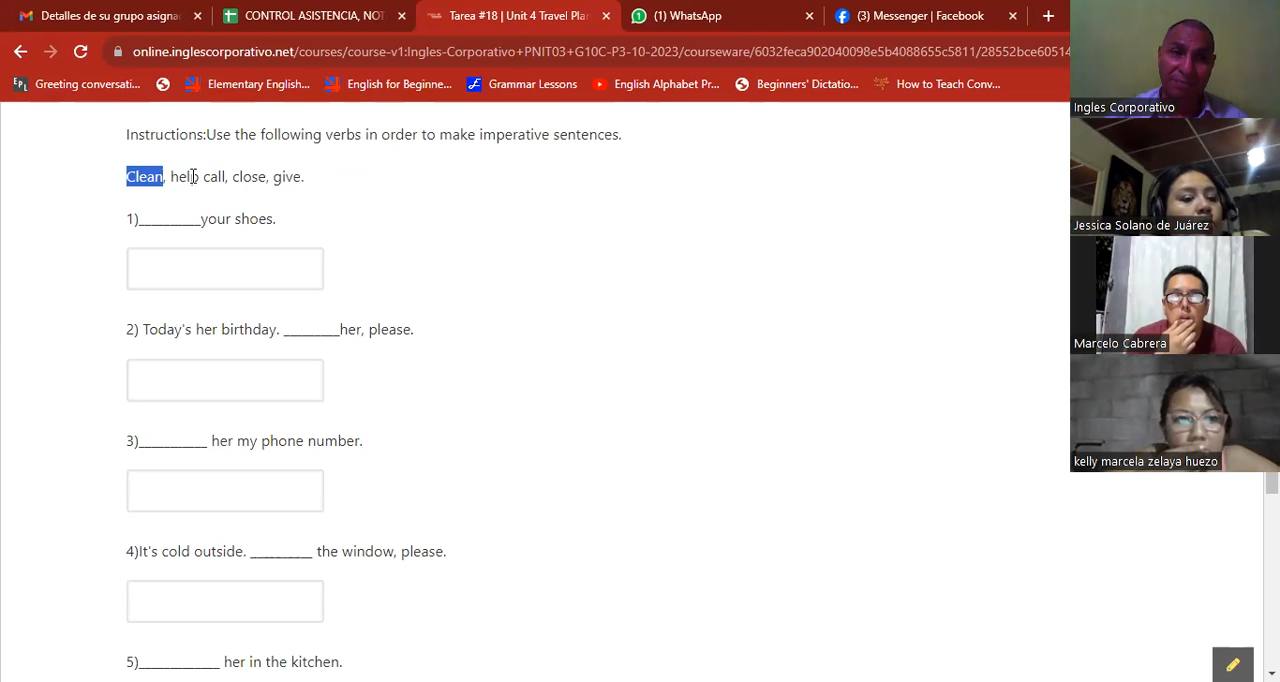 Detalles de su grupo asigna
CONTROL ASISTENCIA, NOT
Tarea #18 | Unit 4 Travel Plan
(1) WhatsApp
(3) Messenger | Facebook
online.inglescorporativo.net/courses/course-v1:Ingles-Corporativo+PNIT03+G10C-P3-10-2023/courseware/6032feca902040098e5b4088655c5811/28552bce60514
Greeting conversati...
Elementary English...
English for Beginne...
Grammar Lessons
English Alphabet Pr...
Beginners' Dictatio...
How to Teach Conv...
Instructions:Use the following verbs in order to make imperative sentences.
Clean, help call, close, give.
1)__________your shoes.
2) Today's her birthday. _________her, please.
3)___________ her my phone number.
4)It's cold outside. __________ the window, please.
5)_____________ her in the kitchen.
Ingles Corporativo
Jessica Solano de Juárez
Marcelo Cabrera
kelly marcela zelaya huezo